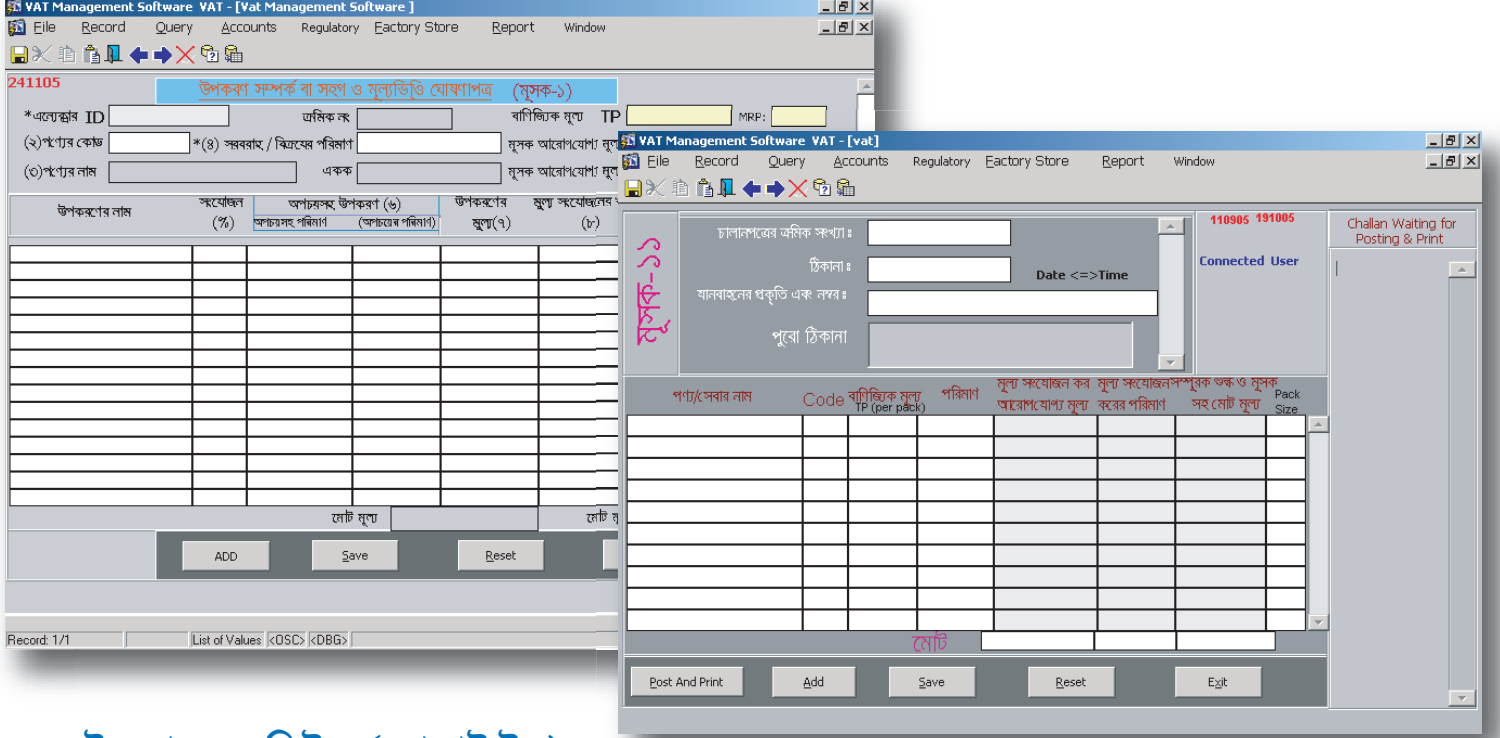 VAT Management Software VAT - [Vat Management Software ]
File Record Query Accounts Regulatory Factory Store Report Window
241105
উপকরণ সম্পর্ক বা সহগ ও মূল্যভিত্তি ঘোষণাপত্র (মূসক-১)
ID ক্রমিক নং বাণিজ্যিক মূল্য TP MRP:
(২)পণ্যের কোড *(৪) সরবরাহ / বিক্রয়ের পরিমাণ মূসক আরোপযোগ্য
(৩)পণ্যের নাম একক মূসক আরোপযোগ্য
উপকরণের নাম সংযোজন (%) অপচয়সহ উপকরণ (৬) উপকরণের মূল্য(৭) মূল্য সংযোজনের (৮)
অপচয়সহ পরিমাণ (অপচয়ের পরিমাণ)
মোট মূল্য মোট
ADD Save Reset
Record: 1/1 List of Values <OSC> <DBG>
VAT Management Software VAT - [vat]
File Record Query Accounts Regulatory Factory Store Report Window
মূসক-১১
চালানপত্রের ক্রমিক সংখ্যা ঃ
ঠিকানা ঃ
Date <=>Time
যানবাহনের প্রকৃতি এবং নম্বর ঃ
পুরো ঠিকানা
110905 191005
Connected User
Challan Waiting for
Posting & Print
পণ্য/সেবার নাম Code বাণিজ্যিক মূল্য TP (per pack) পরিমাণ মূল্য সংযোজন কর আরোপযোগ্য মূল্য মূল্য সংযোজন করের পরিমাণ সম্পূরক শুল্ক ও মূসক সহ মোট মূল্য Pack Size
মোট
Post And Print Add Save Reset Exit